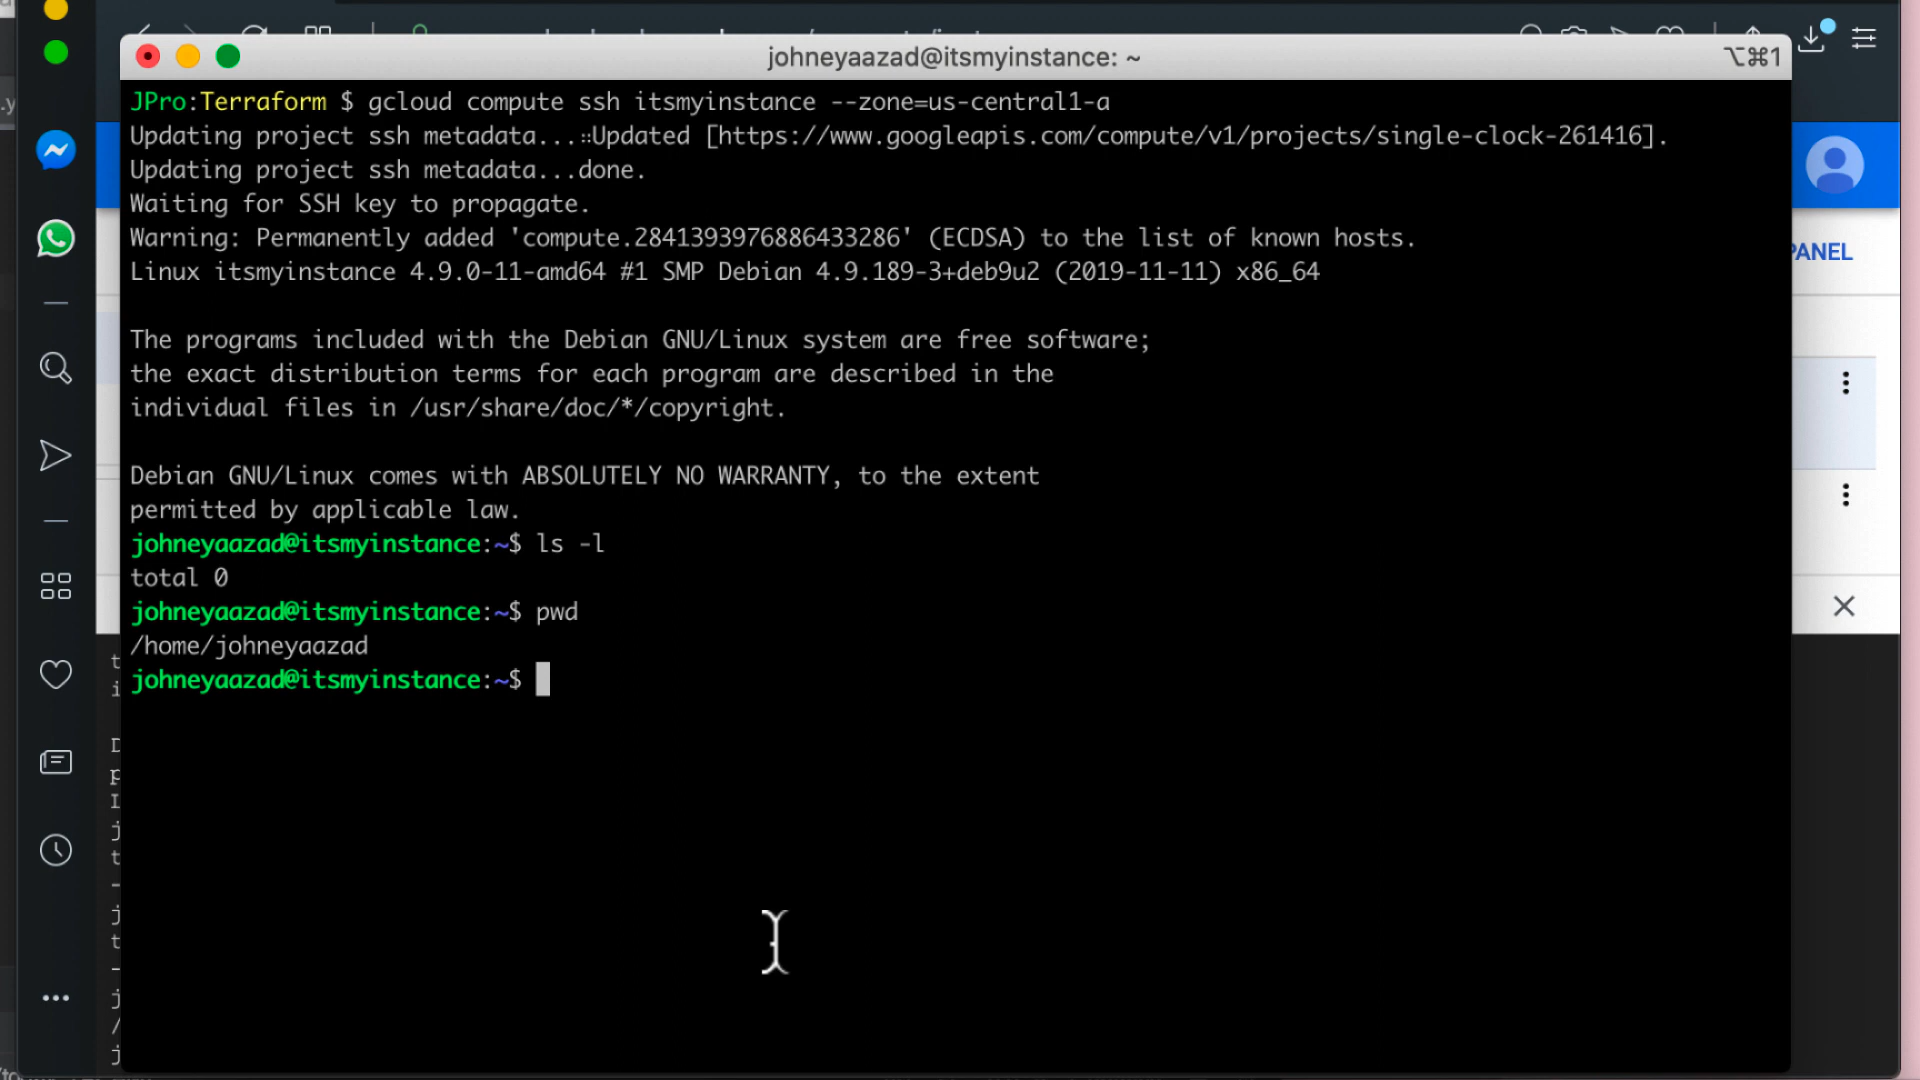 johneyaazad@itsmyinstance: ~
⌥⌘1
JPro:Terraform $ gcloud compute ssh itsmyinstance --zone=us-central1-a
Updating project ssh metadata...⠶Updated [https://www.googleapis.com/compute/v1/projects/single-clock-261416].
Updating project ssh metadata...done.
Waiting for SSH key to propagate.
Warning: Permanently added 'compute.2841393976886433286' (ECDSA) to the list of known hosts.
Linux itsmyinstance 4.9.0-11-amd64 #1 SMP Debian 4.9.189-3+deb9u2 (2019-11-11) x86_64
The programs included with the Debian GNU/Linux system are free software;
the exact distribution terms for each program are described in the
individual files in /usr/share/doc/*/copyright.
Debian GNU/Linux comes with ABSOLUTELY NO WARRANTY, to the extent
permitted by applicable law.
johneyaazad@itsmyinstance:~$ ls -l
total 0
johneyaazad@itsmyinstance:~$ pwd
/home/johneyaazad
johneyaazad@itsmyinstance:~$
PANEL